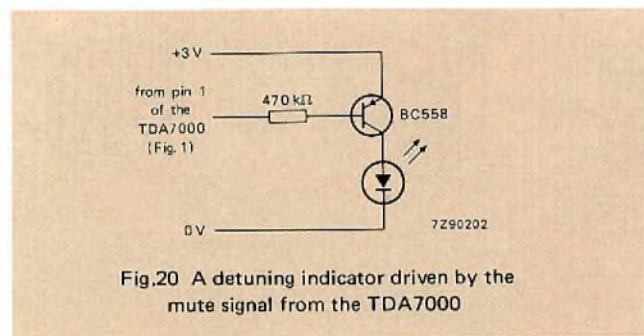 +3 V
from pin 1
of the
TDA7000
(Fig. 1)
470 kΩ
BC558
0 V
7Z90202
Fig.20 A detuning indicator driven by the
mute signal from the TDA7000